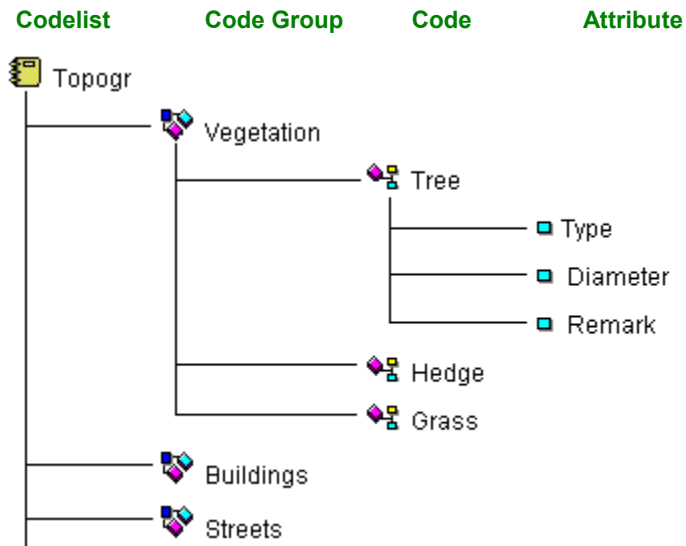 Codelist Code Group Code Attribute
Topogr
Vegetation
Tree
Type
Diameter
Remark
Hedge
Grass
Buildings
Streets